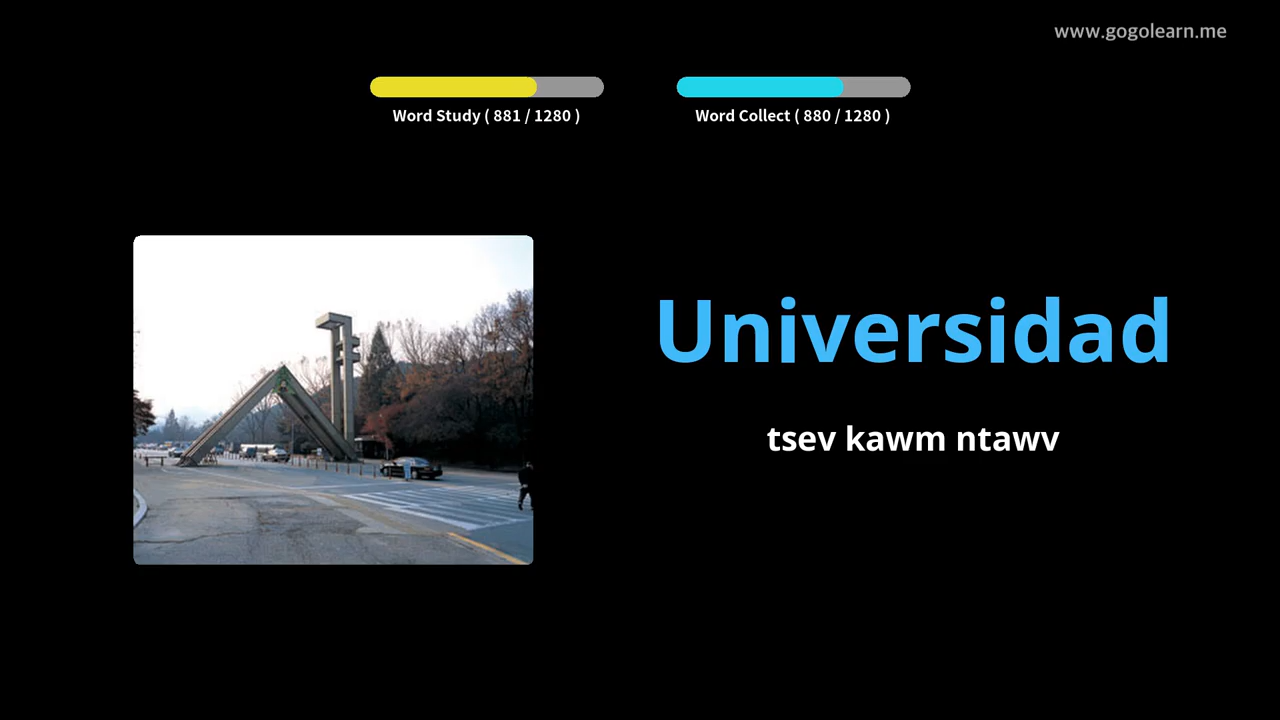 www.gogolearn.me
Word Study ( 881 / 1280 )
Word Collect ( 880 / 1280 )
Universidad
tsev kawm ntawv